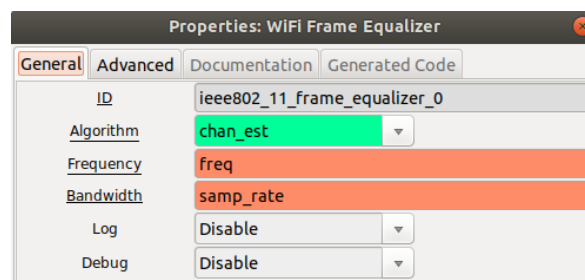 Properties: WiFi Frame Equalizer
General Advanced Documentation Generated Code
ID ieee802_11_frame_equalizer_0
Algorithm chan_est
Frequency freq
Bandwidth samp_rate
Log Disable
Debug Disable